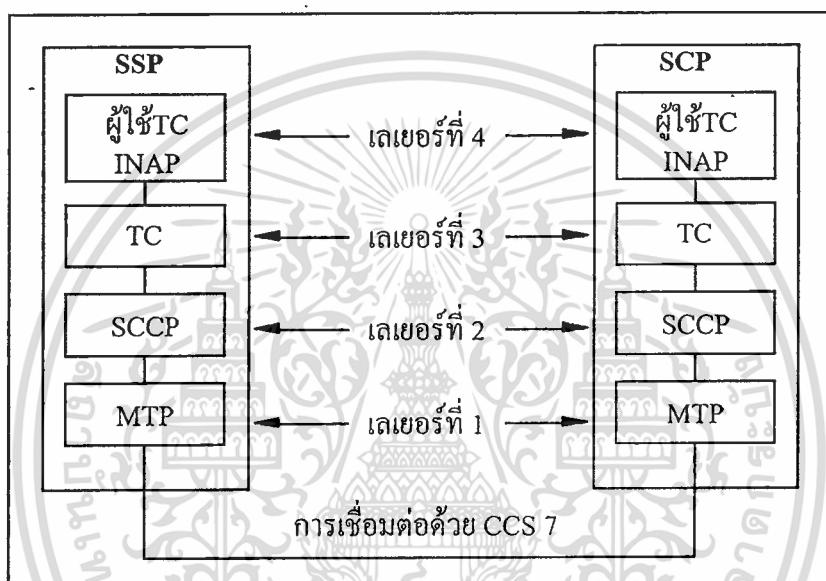 SSP
SCP
ผู้ใช้TC
INAP
เลเยอร์ที่ 4
ผู้ใช้TC
INAP
TC
เลเยอร์ที่ 3
TC
SCCP
เลเยอร์ที่ 2
SCCP
MTP
เลเยอร์ที่ 1
MTP
การเชื่อมต่อด้วย CCS 7